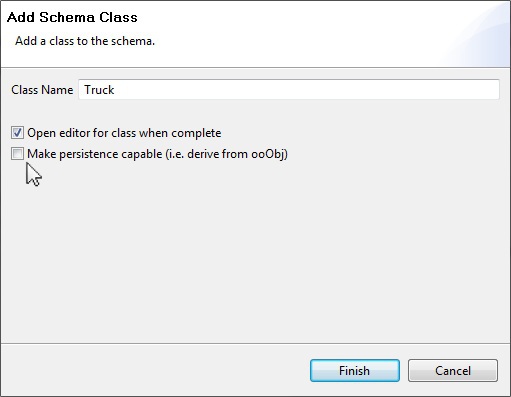 Add Schema Class
Add a class to the schema.
Class Name Truck
Open editor for class when complete
Make persistence capable (i.e. derive from ooObj)
Finish Cancel